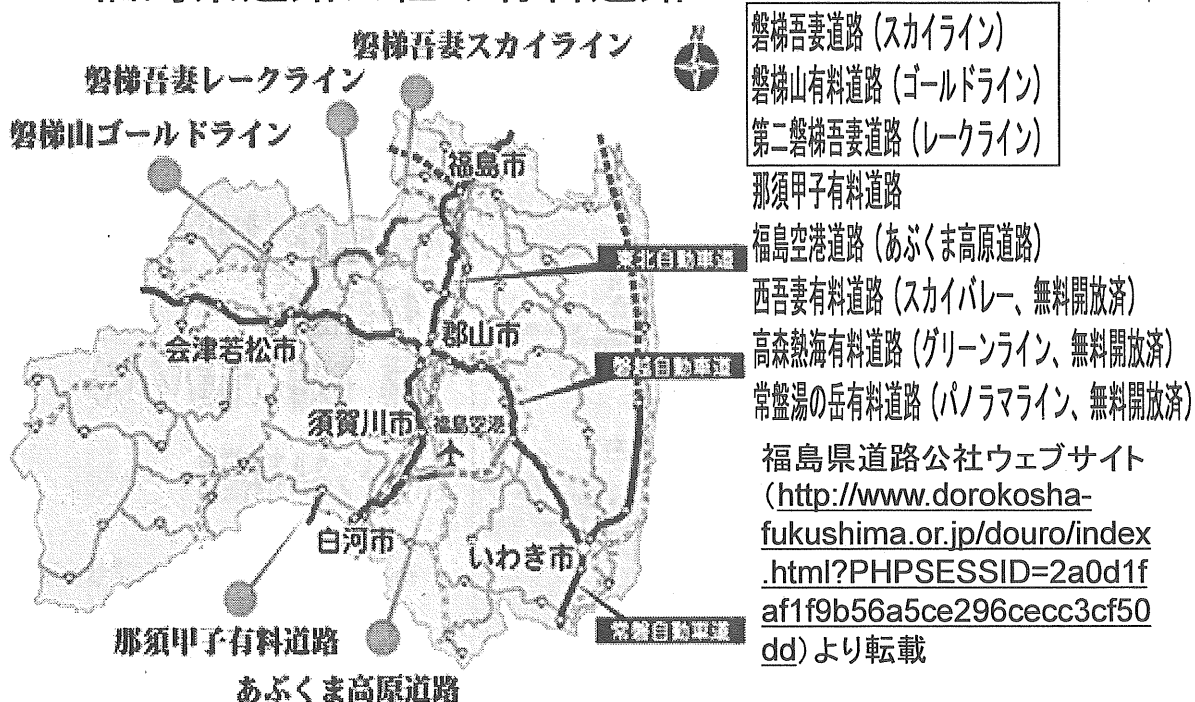 磐梯吾妻スカイライン
磐梯吾妻レークライン
磐梯山ゴールドライン
N
福島市
東北自動車道
会津若松市
郡山市
磐越自動車道
須賀川市
福島空港
白河市
いわき市
常磐自動車道
那須甲子有料道路
あぶくま高原道路
磐梯吾妻道路（スカイライン）
磐梯山有料道路（ゴールドライン）
第二磐梯吾妻道路（レークライン）
那須甲子有料道路
福島空港道路（あぶくま高原道路）
西吾妻有料道路（スカイバレー、無料開放済）
高森熱海有料道路（グリーンライン、無料開放済）
常盤湯の岳有料道路（パノラマライン、無料開放済）
福島県道路公社ウェブサイト
（http://www.dorokosha-
fukushima.or.jp/douro/index
.html?PHPSESSID=2a0d1f
af1f9b56a5ce296cecc3cf50
dd）より転載